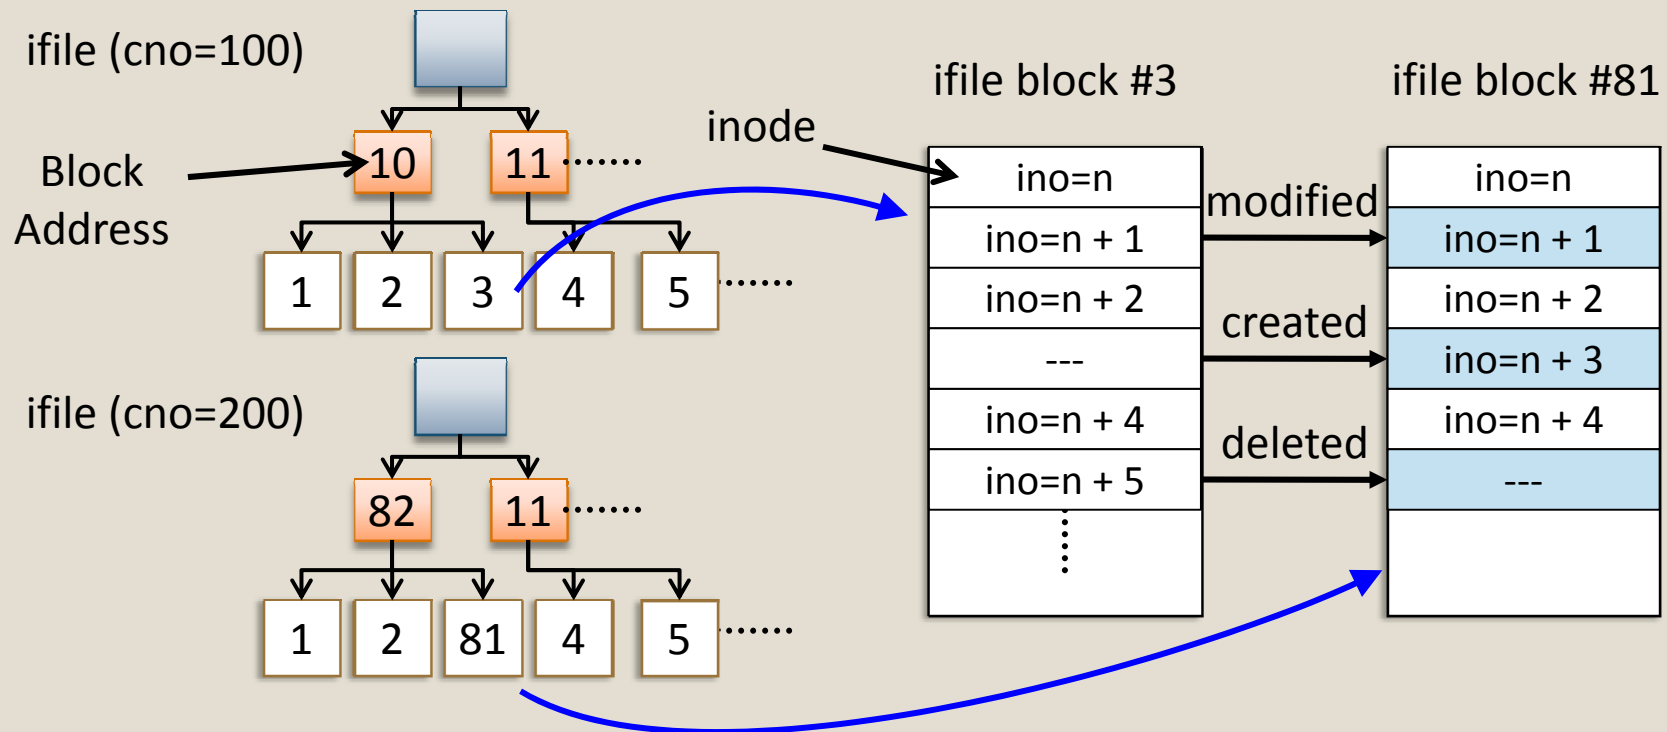 ifile (cno=100)
Block
Address
10
11
1
2
3
4
5
ifile (cno=200)
82
11
1
2
81
4
5
inode
ifile block #3
ino=n
ino=n + 1
ino=n + 2
---
ino=n + 4
ino=n + 5
modified
created
deleted
ifile block #81
ino=n
ino=n + 1
ino=n + 2
ino=n + 3
ino=n + 4
---